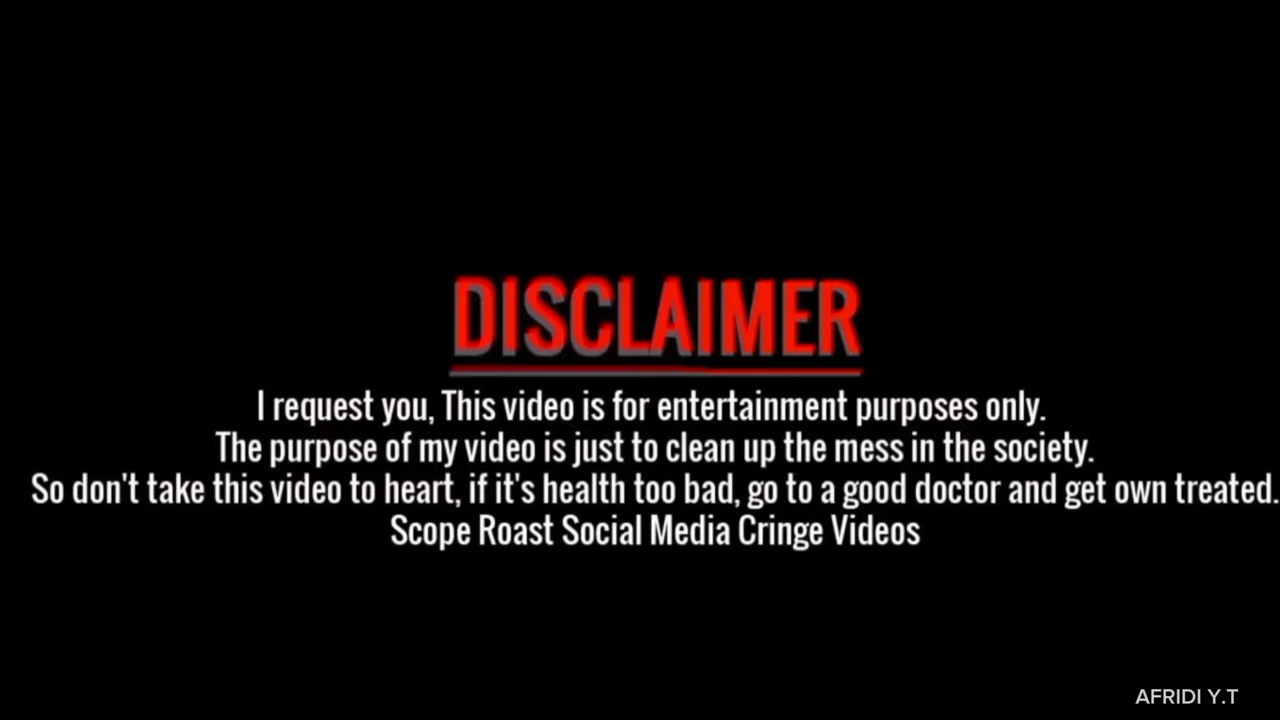 DISCLAIMER
I request you, This video is for entertainment purposes only.
The purpose of my video is just to clean up the mess in the society.
So don't take this video to heart, if it's health too bad, go to a good doctor and get own treated.
Scope Roast Social Media Cringe Videos
AFRIDI Y.T